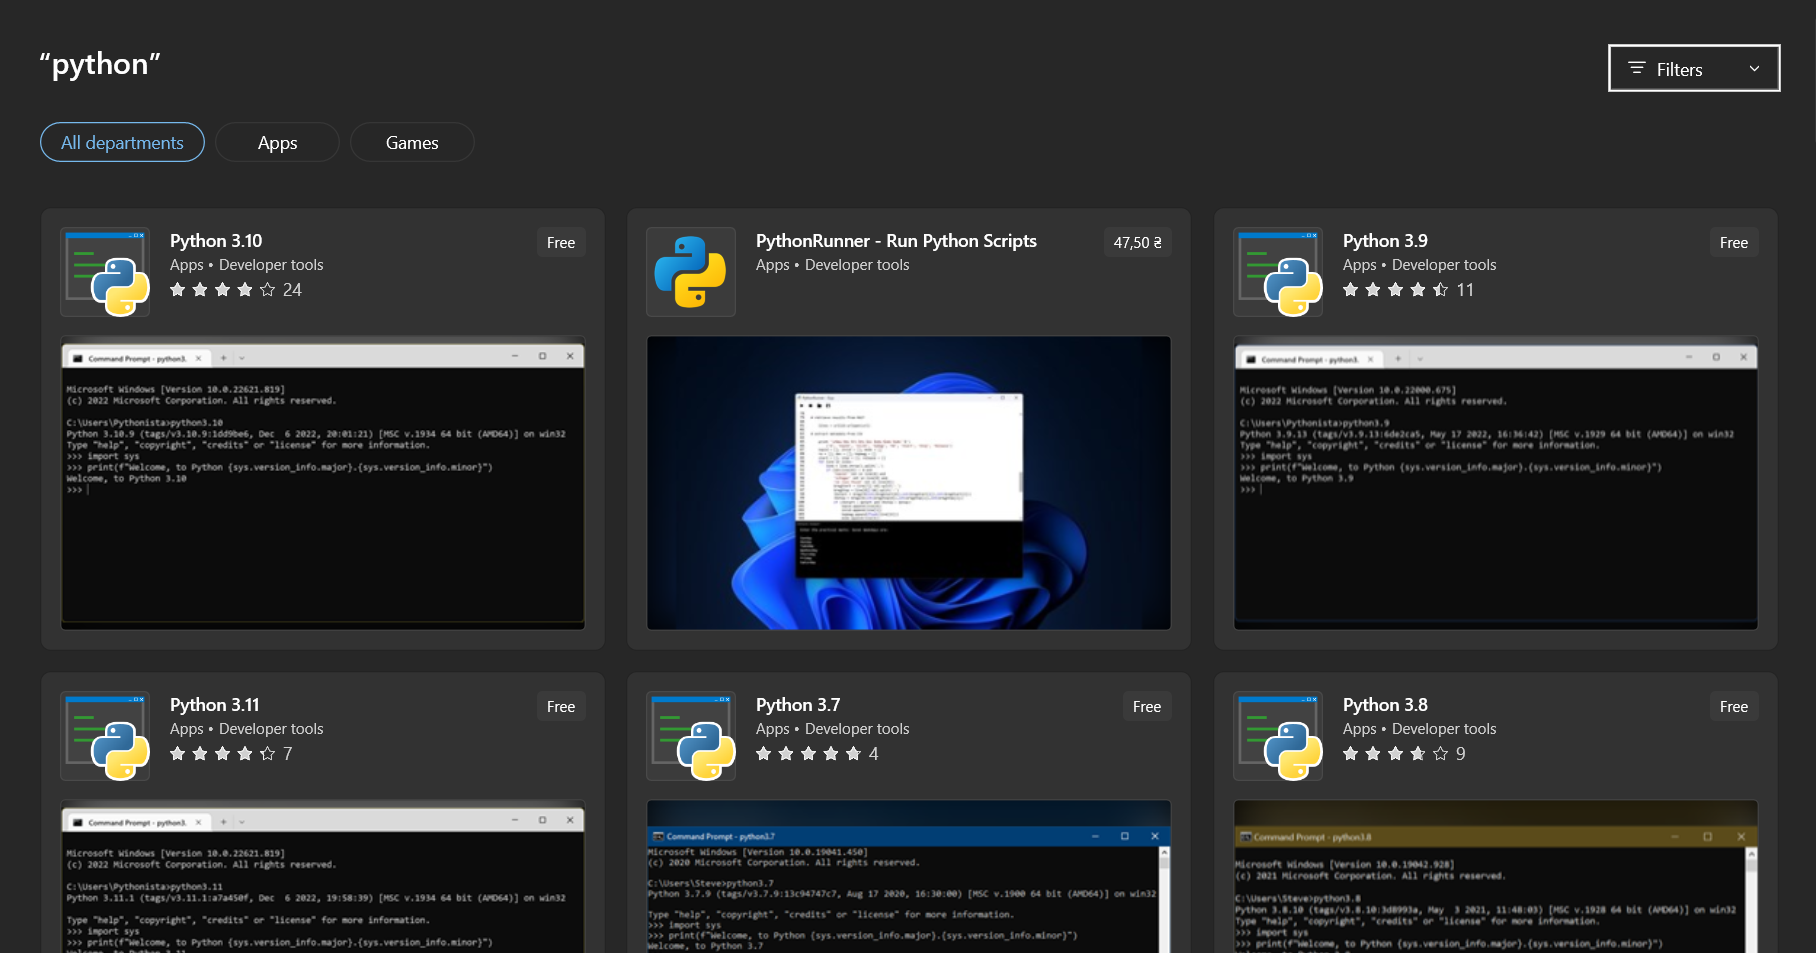 “python”
Filters
All departments
Apps
Games
Python 3.10
Free
Apps • Developer tools
24
Command Prompt - python3.
Microsoft Windows [Version 10.0.22621.819]
(c) 2022 Microsoft Corporation. All rights reserved.
C:\Users\Pythonista>python3.10
Python 3.10.9 (tags/v3.10.9:1dd9be6, Dec  6 2022, 20:01:21) [MSC v.1934 64 bit (AMD64)] on win32
Type "help", "copyright", "credits" or "license" for more information.
>>> import sys
>>> print(f"Welcome, to Python {sys.version_info.major}.{sys.version_info.minor}")
Welcome, to Python 3.10
>>>
PythonRunner - Run Python Scripts
47,50 ₴
Apps • Developer tools
Python 3.9
Free
Apps • Developer tools
11
Command Prompt - python3.
Microsoft Windows [Version 10.0.22000.675]
(c) 2022 Microsoft Corporation. All rights reserved.
C:\Users\Pythonista>python3.9
Python 3.9.13 (tags/v3.9.13:6de2ca5, May 17 2022, 16:36:42) [MSC v.1929 64 bit (AMD64)] on win32
Type "help", "copyright", "credits" or "license" for more information.
>>> import sys
>>> print(f"Welcome, to Python {sys.version_info.major}.{sys.version_info.minor}")
Welcome, to Python 3.9
>>>
Python 3.11
Free
Apps • Developer tools
7
Command Prompt - python3.
Microsoft Windows [Version 10.0.22621.819]
(c) 2022 Microsoft Corporation. All rights reserved.
C:\Users\Pythonista>python3.11
Python 3.11.1 (tags/v3.11.1:a7a450f, Dec  6 2022, 19:58:39) [MSC v.1934 64 bit (AMD64)] on win32
Type "help", "copyright", "credits" or "license" for more information.
>>> import sys
>>> print(f"Welcome, to Python {sys.version_info.major}.{sys.version_info.minor}")
Python 3.7
Free
Apps • Developer tools
4
Command Prompt - python3.7
Microsoft Windows [Version 10.0.19041.450]
(c) 2020 Microsoft Corporation. All rights reserved.
C:\Users\Steve>python3.7
Python 3.7.9 (tags/v3.7.9:13c94747c7, Aug 17 2020, 16:30:00) [MSC v.1900 64 bit (AMD64)] on win32
Type "help", "copyright", "credits" or "license" for more information.
>>> import sys
>>> print(f"Welcome, to Python {sys.version_info.major}.{sys.version_info.minor}")
Welcome, to Python 3.7
Python 3.8
Free
Apps • Developer tools
9
Command Prompt - python3.8
Microsoft Windows [Version 10.0.19042.928]
(c) 2021 Microsoft Corporation. All rights reserved.
C:\Users\Steve>python3.8
Python 3.8.10 (tags/v3.8.10:3d8993a, May  3 2021, 11:48:03) [MSC v.1928 64 bit (AMD64)] on win32
Type "help", "copyright", "credits" or "license" for more information.
>>> import sys
>>> print(f"Welcome, to Python {sys.version_info.major}.{sys.version_info.minor}")